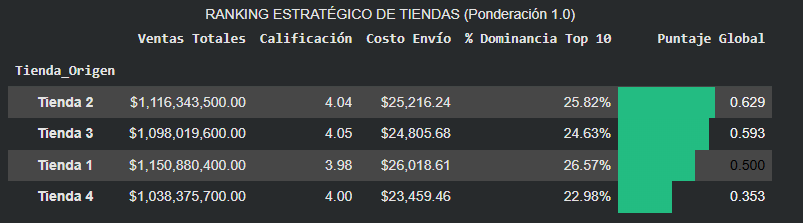 RANKING ESTRATÉGICO DE TIENDAS (Ponderación 1.0)
Ventas Totales Calificación Costo Envío % Dominancia Top 10 Puntaje Global
Tienda_Origen
Tienda 2 $1,116,343,500.00 4.04 $25,216.24 25.82% 0.629
Tienda 3 $1,098,019,600.00 4.05 $24,805.68 24.63% 0.593
Tienda 1 $1,150,880,400.00 3.98 $26,018.61 26.57% 0.500
Tienda 4 $1,038,375,700.00 4.00 $23,459.46 22.98% 0.353